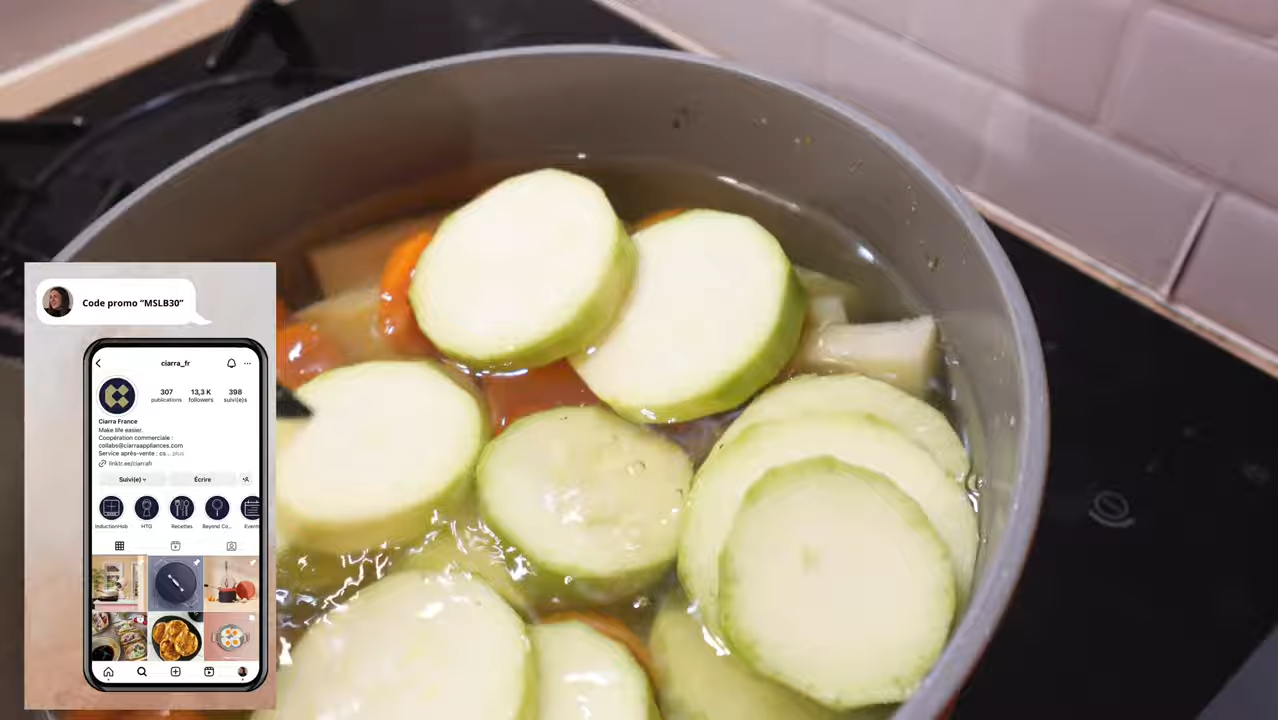 Code promo “MSLB30”
ciarra_fr
307 13,3 K 398
publications followers suivi(e)s
Ciarra France
Make life easier.
Coopération commerciale :
collabs@ciarraappliances.com
Service après-vente : cs... plus
linktr.ee/ciarrafr
Suivi(e) Écrire
InductionHob HTG Recettes Beyond Co... Event